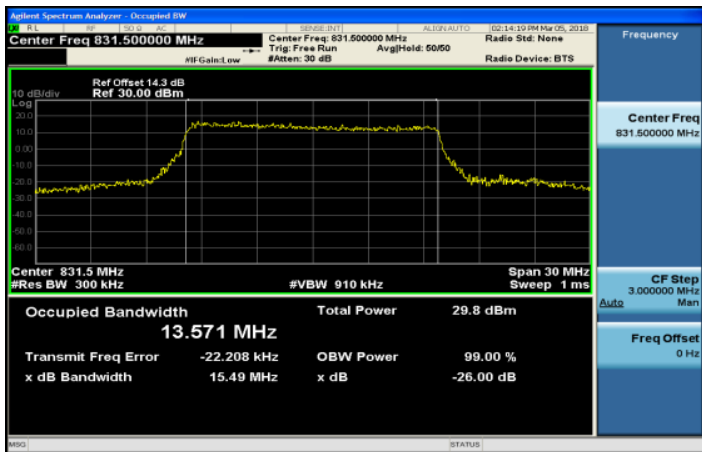 Agilent Spectrum Analyzer - Occupied BW
RL RF 50 Ω AC SENSE:INT ALIGN AUTO 02:14:19 PM Mar 05, 2018
Center Freq 831.500000 MHz Center Freq: 831.500000 MHz Radio Std: None
Trig: Free Run Avg|Hold: 50/50
#IFGain:Low #Atten: 30 dB Radio Device: BTS
Ref Offset 14.3 dB
10 dB/div Ref 30.00 dBm
Log
20.0
10.0
0.00
-10.0
-20.0
-30.0
-40.0
-50.0
-60.0
Center 831.5 MHz Span 30 MHz
#Res BW 300 kHz #VBW 910 kHz Sweep 1 ms
Occupied Bandwidth Total Power 29.8 dBm
13.571 MHz
Transmit Freq Error -22.208 kHz OBW Power 99.00 %
x dB Bandwidth 15.49 MHz x dB -26.00 dB
MSG STATUS
Frequency
Center Freq
831.500000 MHz
CF Step
3.000000 MHz
Auto Man
Freq Offset
0 Hz